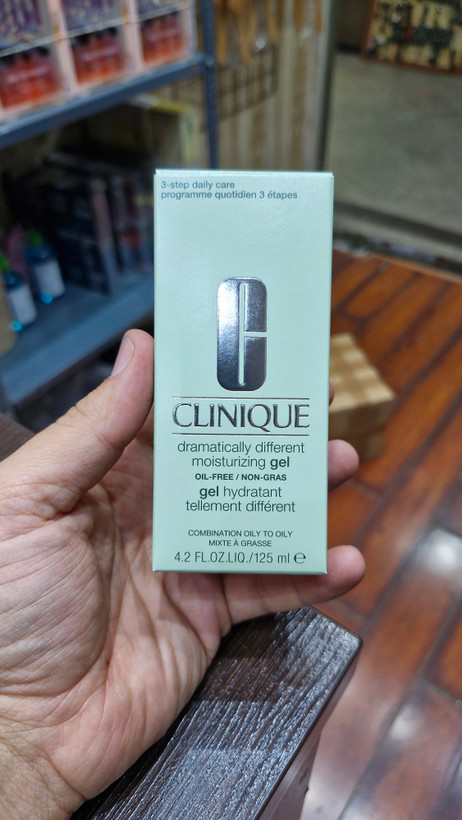 3-step daily care
programme quotidien 3 étapes
CLINIQUE
dramatically different
moisturizing gel
OIL-FREE / NON-GRAS
gel hydratant
tellement différent
COMBINATION OILY TO OILY
MIXTE À GRASSE
4.2 FL.OZ.LIQ./125 ml ℮